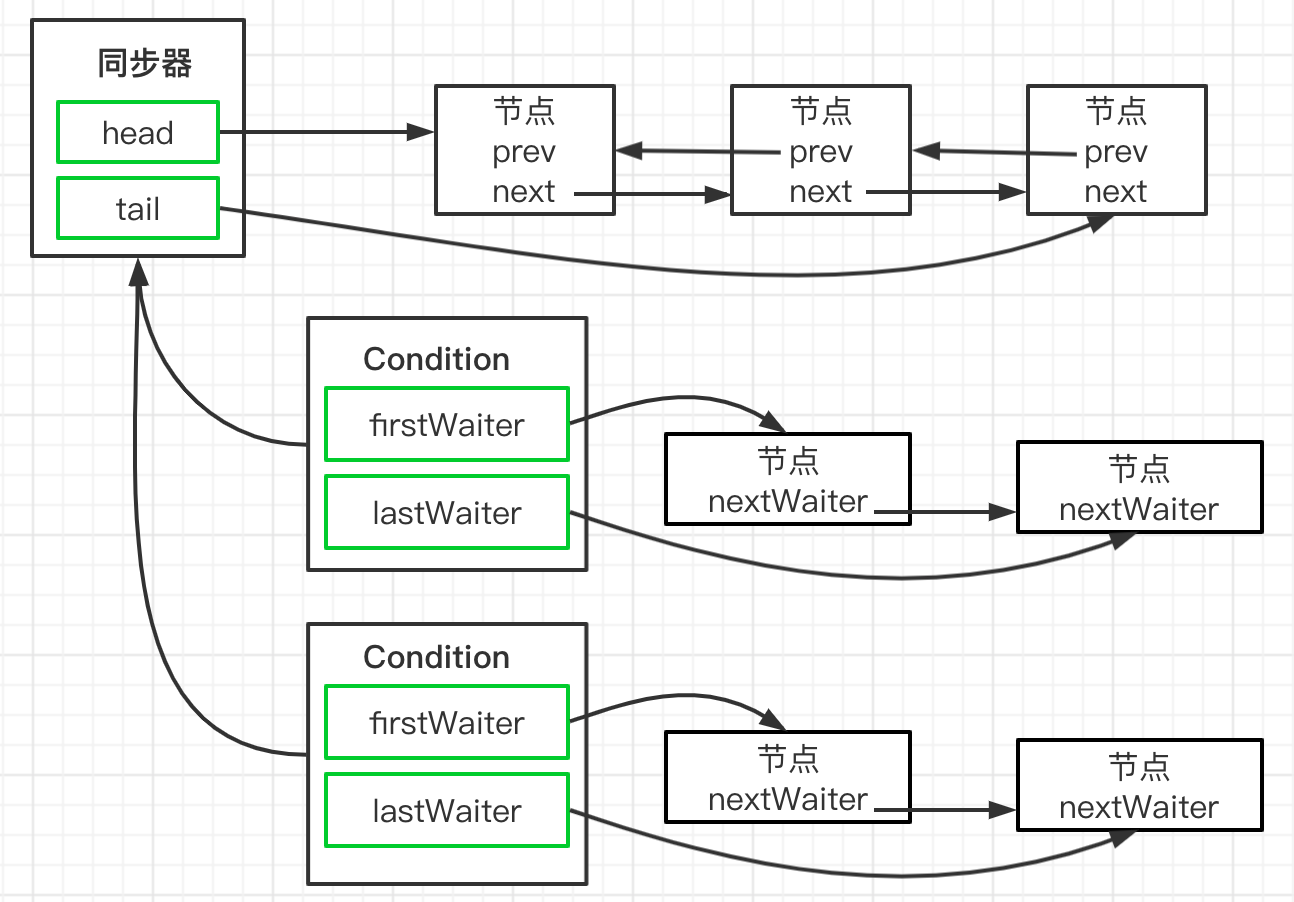 同步器
head
tail
节点
prev
next
节点
prev
next
节点
prev
next
Condition
firstWaiter
lastWaiter
节点
nextWaiter
节点
nextWaiter
Condition
firstWaiter
lastWaiter
节点
nextWaiter
节点
nextWaiter